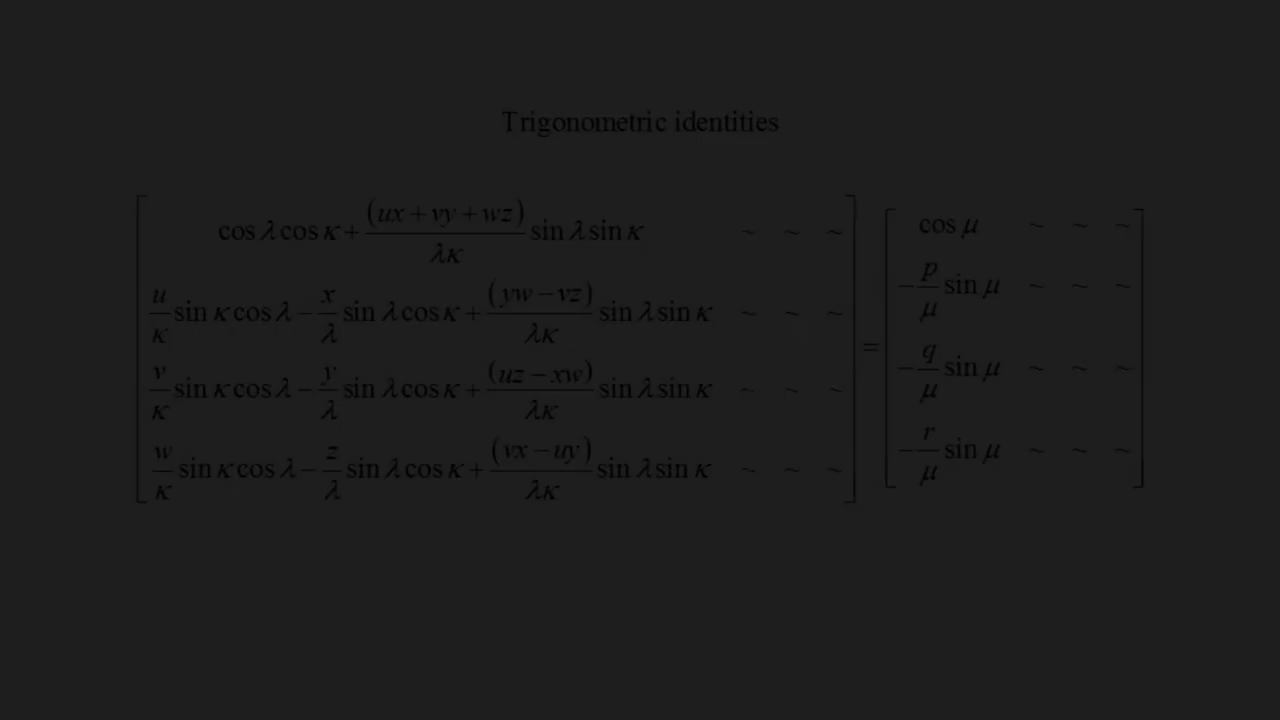 Trigonometric identities
[ cos λ cos κ + (ux + vy + wz)/λκ sin λ sin κ ~ ~ ~ ] = [ cos μ ~ ~ ~ ]
[ u/κ sin κ cos λ − x/λ sin λ cos κ + (yw − vz)/λκ sin λ sin κ ~ ~ ~ ] [ − p/μ sin μ ~ ~ ~ ]
[ v/κ sin κ cos λ − y/λ sin λ cos κ + (uz − xw)/λκ sin λ sin κ ~ ~ ~ ] [ − q/μ sin μ ~ ~ ~ ]
[ w/κ sin κ cos λ − z/λ sin λ cos κ + (vx − uy)/λκ sin λ sin κ ~ ~ ~ ] [ − r/μ sin μ ~ ~ ~ ]